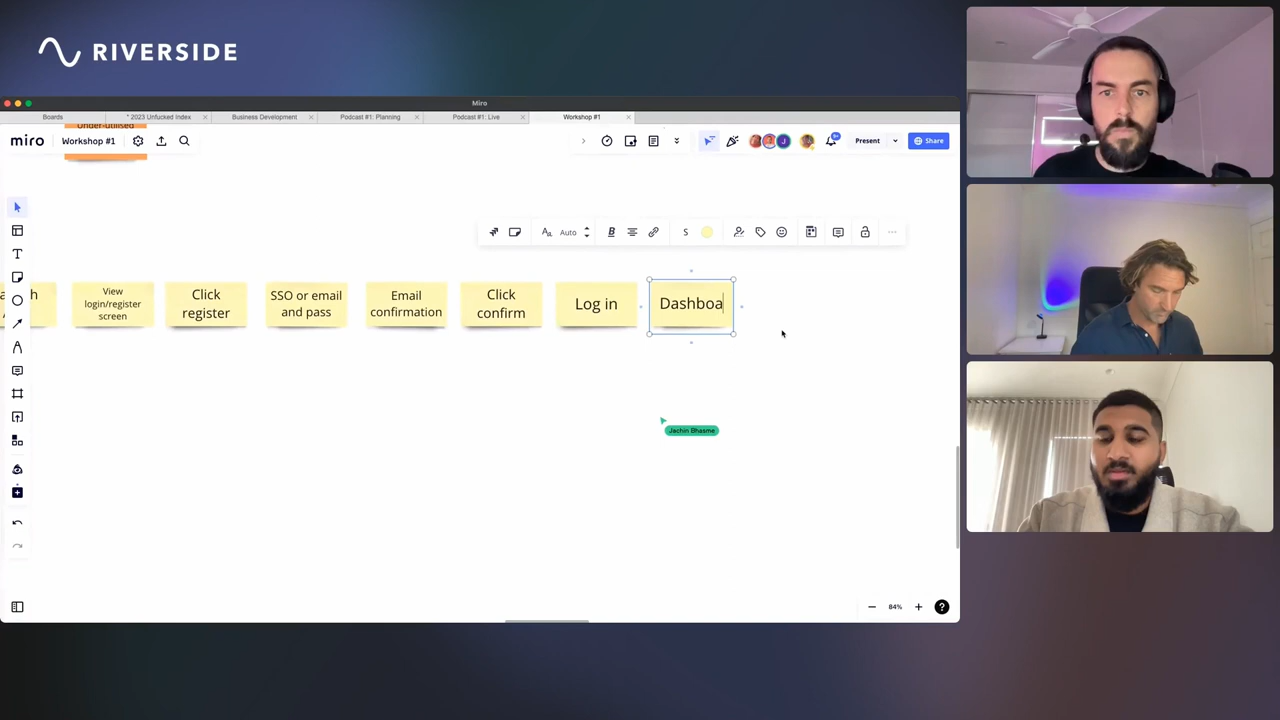 RIVERSIDE
Miro
Boards
* 2023 Unfucked Index
Business Development
Podcast #1: Planning
Podcast #1: Live
Workshop #1
Under-utilised
miro
Workshop #1
Present
Share
Auto
S
View
login/register
screen
Click
register
SSO or email
and pass
Email
confirmation
Click
confirm
Log in
Dashboa
Jachin Bhasme
84%